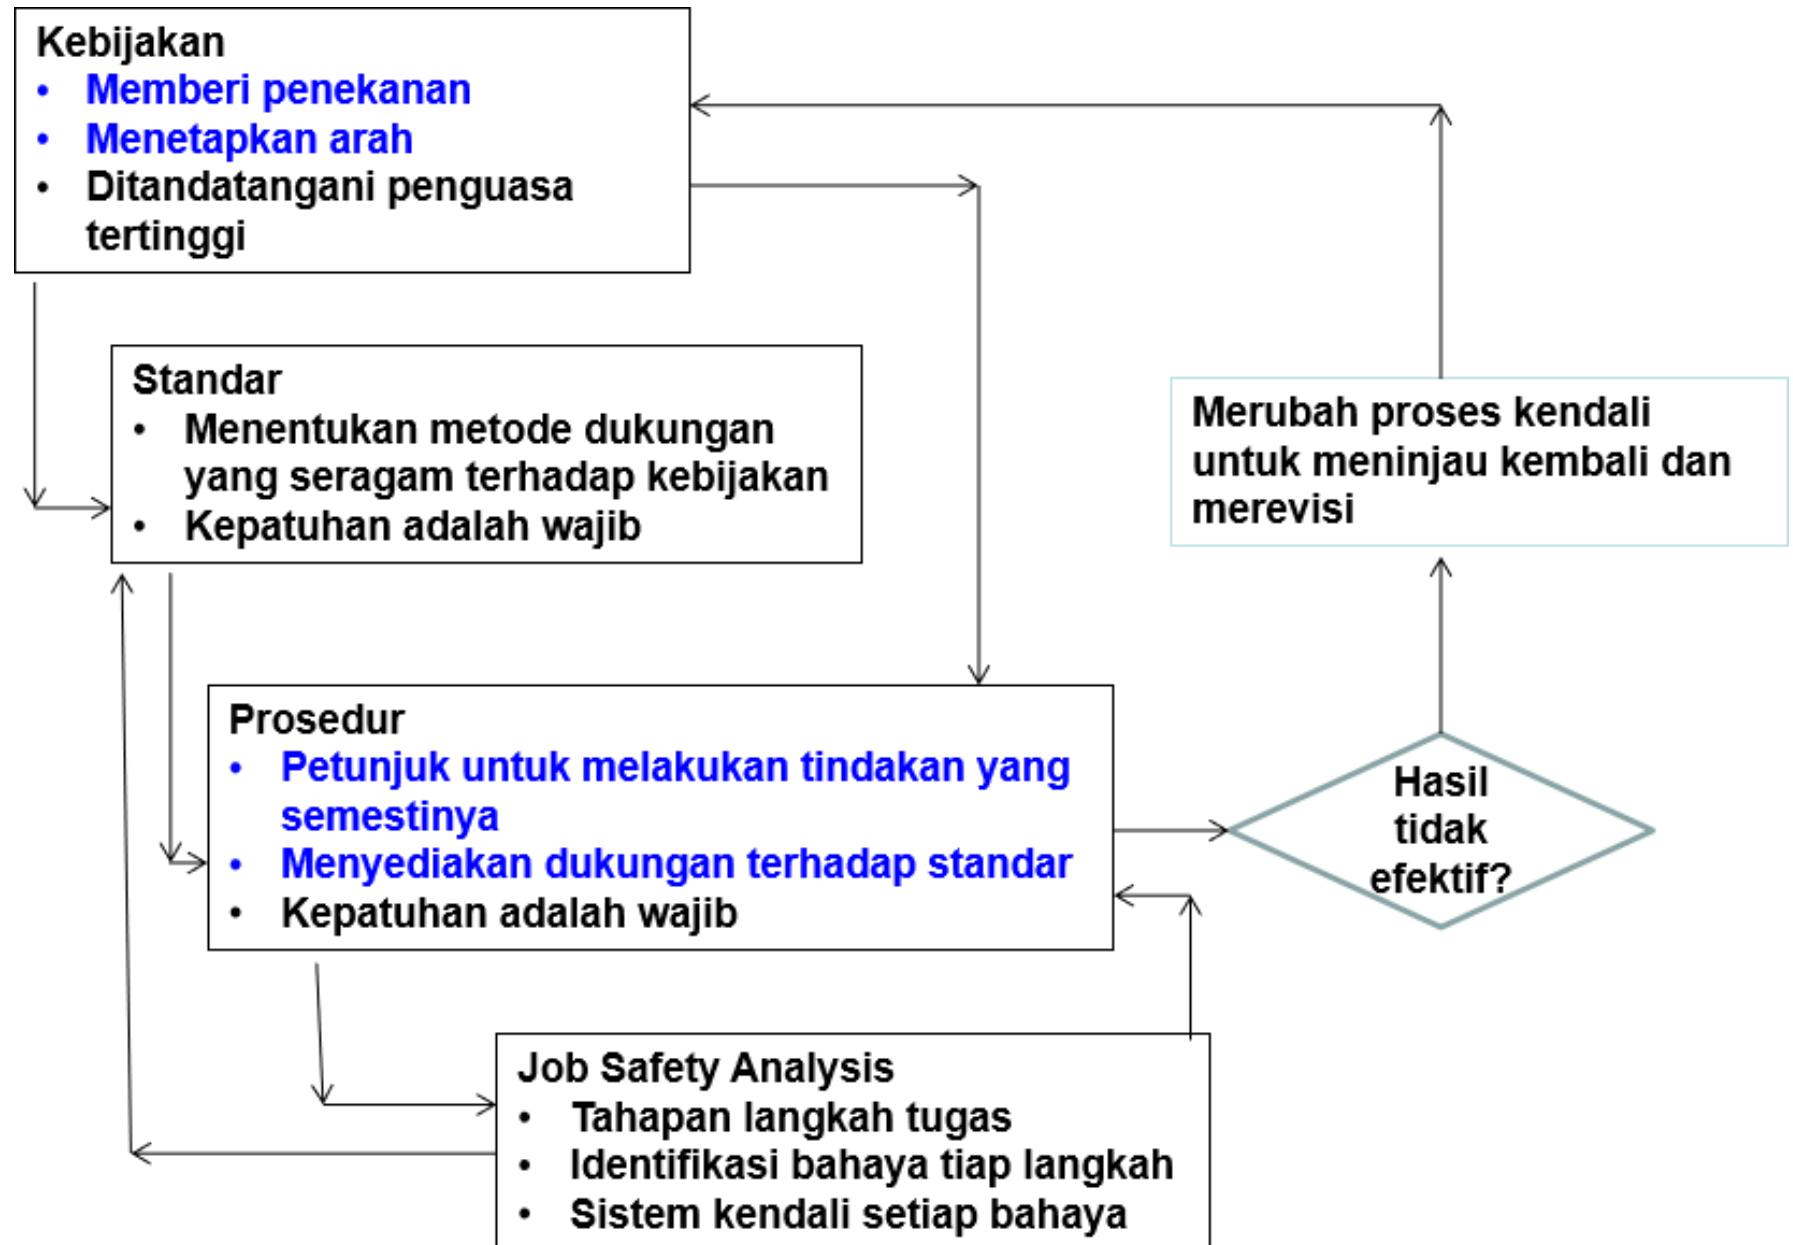 Kebijakan
• Memberi penekanan
• Menetapkan arah
• Ditandatangani penguasa
tertinggi
Standar
• Menentukan metode dukungan
yang seragam terhadap kebijakan
• Kepatuhan adalah wajib
Merubah proses kendali
untuk meninjau kembali dan
merevisi
Prosedur
• Petunjuk untuk melakukan tindakan yang
semestinya
• Menyediakan dukungan terhadap standar
• Kepatuhan adalah wajib
Hasil
tidak
efektif?
Job Safety Analysis
• Tahapan langkah tugas
• Identifikasi bahaya tiap langkah
• Sistem kendali setiap bahaya